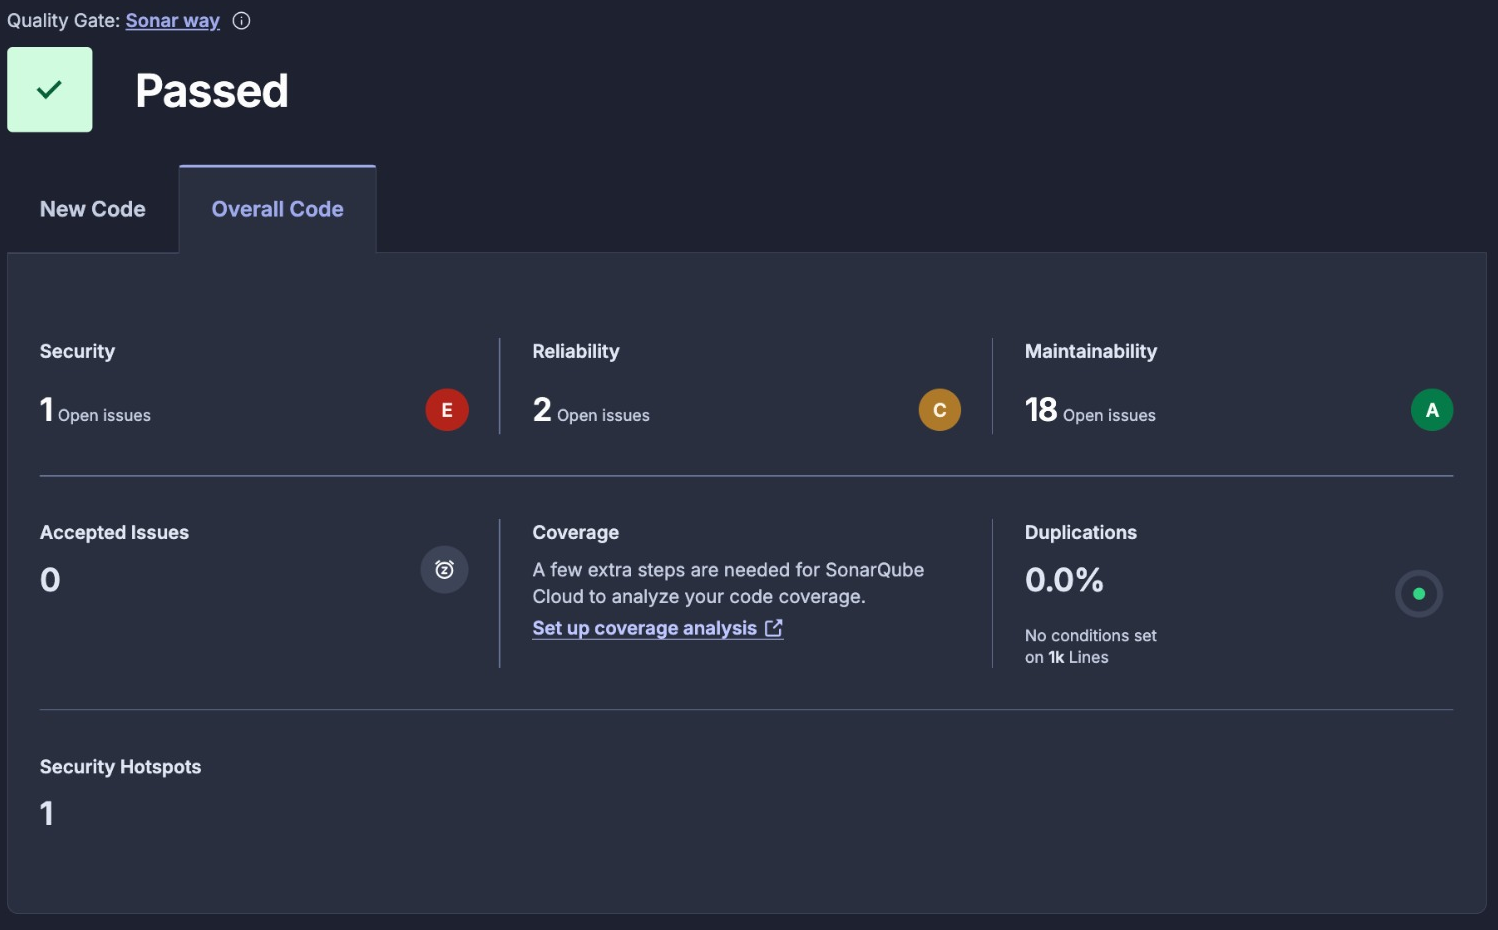 Quality Gate: Sonar way
Passed
New Code
Overall Code
Security
1 Open issues
E
Reliability
2 Open issues
C
Maintainability
18 Open issues
A
Accepted Issues
0
Coverage
A few extra steps are needed for SonarQube
Cloud to analyze your code coverage.
Set up coverage analysis
Duplications
0.0%
No conditions set
on 1k Lines
Security Hotspots
1